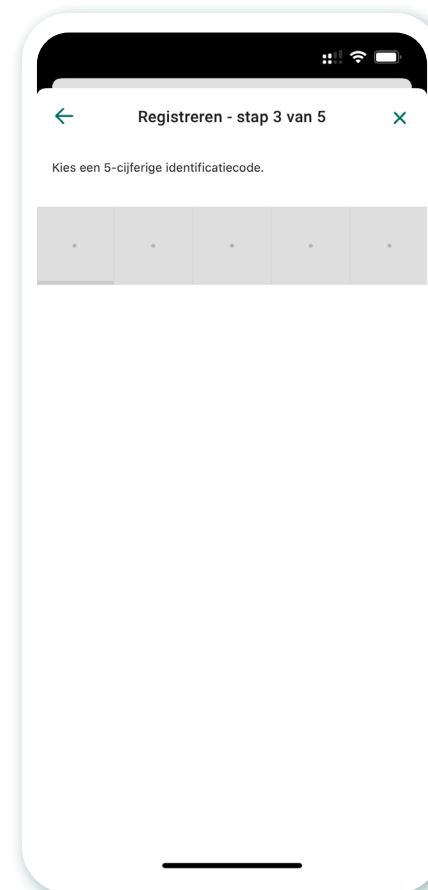 Registreren - stap 3 van 5
Kies een 5-cijferige identificatiecode.